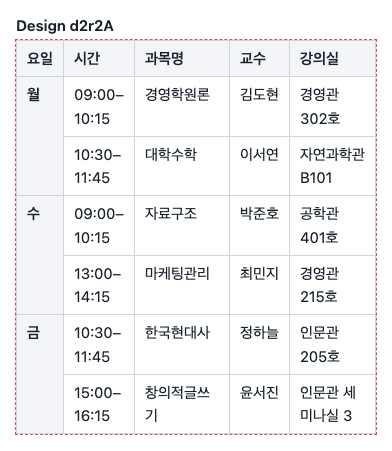 Design d2r2A
요일 시간 과목명 교수 강의실
월 09:00– 경영학원론 김도현 경영관
10:15 302호
10:30– 대학수학 이서연 자연과학관
11:45 B101
수 09:00– 자료구조 박준호 공학관
10:15 401호
13:00– 마케팅관리 최민지 경영관
14:15 215호
금 10:30– 한국현대사 정하늘 인문관
11:45 205호
15:00– 창의적글쓰 윤서진 인문관 세
16:15 기 미나실 3